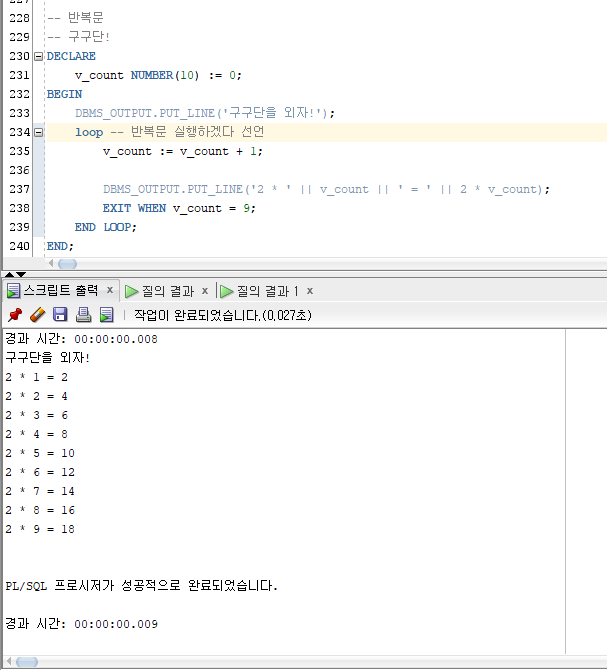 227
228 -- 반복문
229 -- 구구단!
230 DECLARE
231 v_count NUMBER(10) := 0;
232 BEGIN
233 DBMS_OUTPUT.PUT_LINE('구구단을 외자!');
234 loop -- 반복문 실행하겠다 선언
235 v_count := v_count + 1;
236
237 DBMS_OUTPUT.PUT_LINE('2 * ' || v_count || ' = ' || 2 * v_count);
238 EXIT WHEN v_count = 9;
239 END LOOP;
240 END;
스크립트 출력 x 질의 결과 x 질의 결과 1 x
작업이 완료되었습니다.(0,027초)
경과 시간: 00:00:00.008
구구단을 외자!
2 * 1 = 2
2 * 2 = 4
2 * 3 = 6
2 * 4 = 8
2 * 5 = 10
2 * 6 = 12
2 * 7 = 14
2 * 8 = 16
2 * 9 = 18
PL/SQL 프로시저가 성공적으로 완료되었습니다.
경과 시간: 00:00:00.009